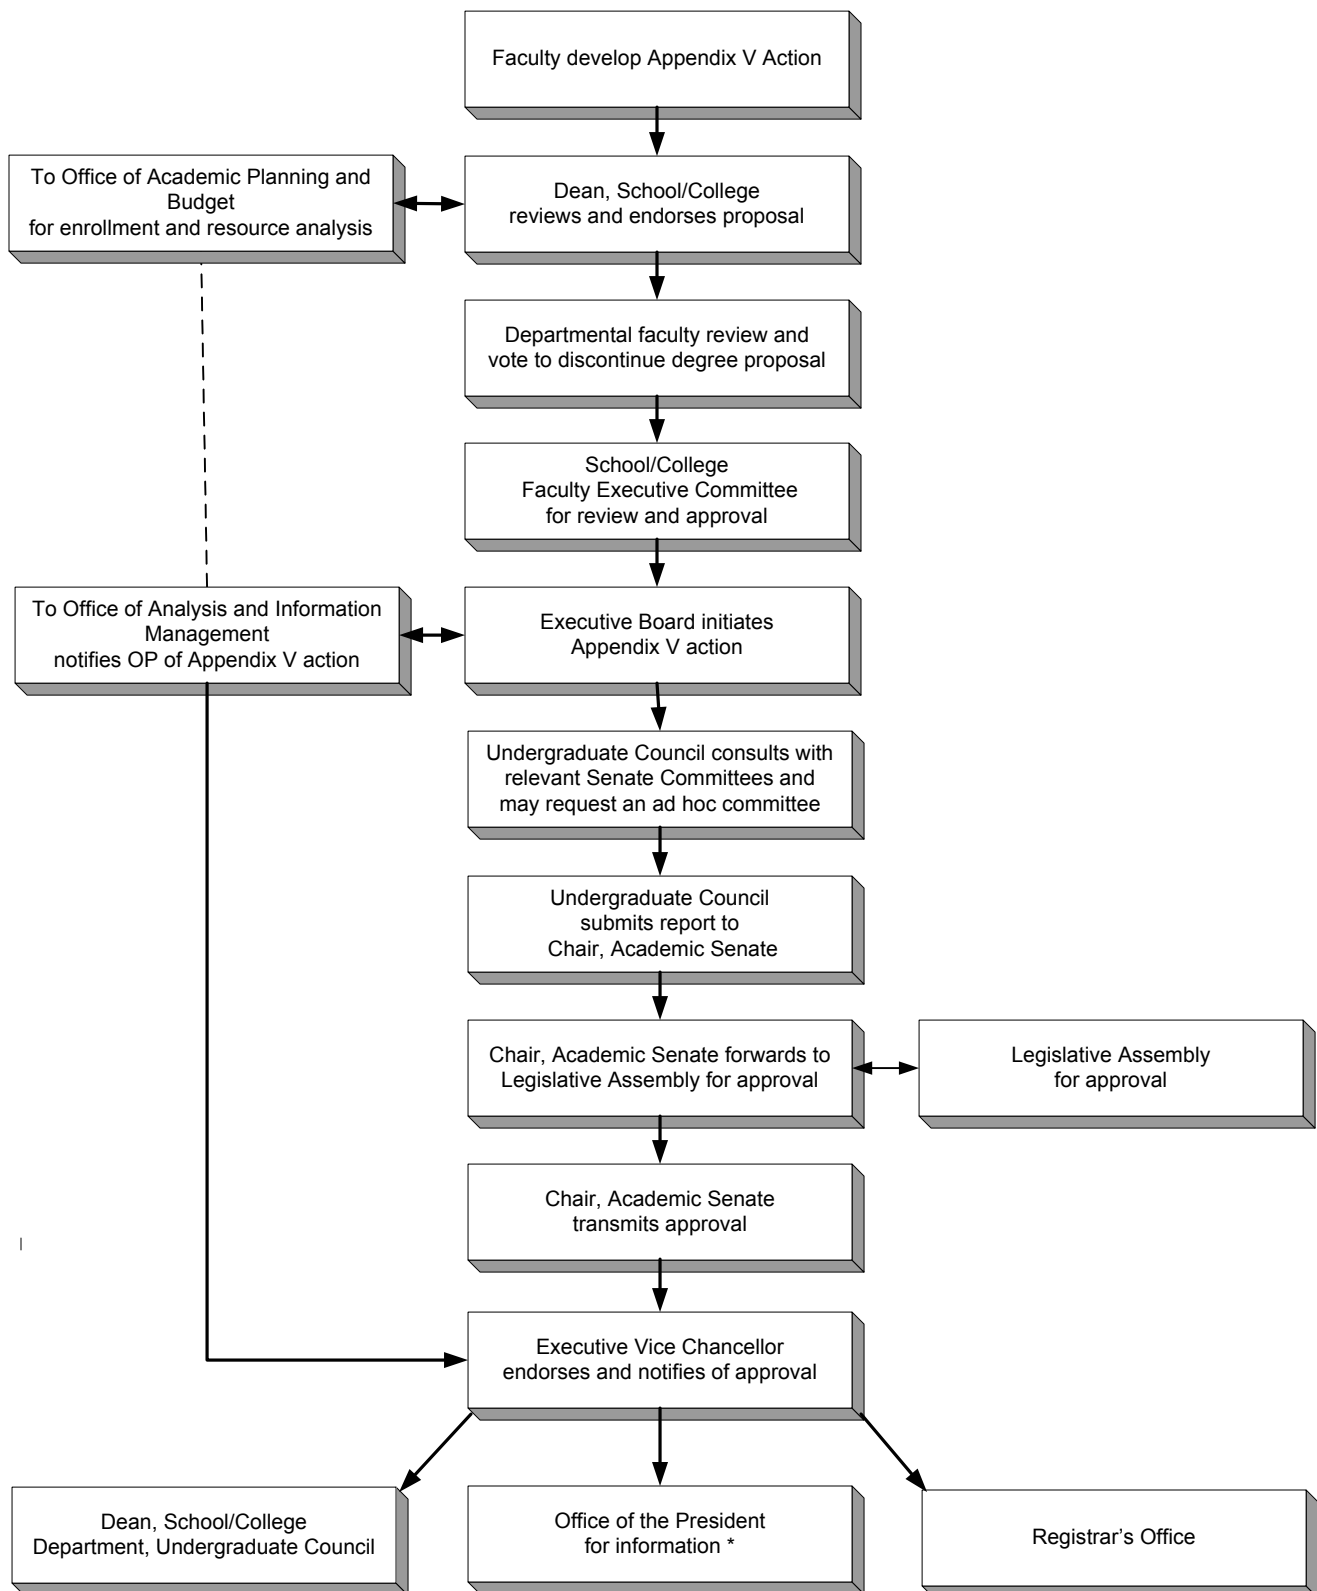 Faculty develop Appendix V Action
To Office of Academic Planning and
Budget
for enrollment and resource analysis
Dean, School/College
reviews and endorses proposal
Departmental faculty review and
vote to discontinue degree proposal
School/College
Faculty Executive Committee
for review and approval
To Office of Analysis and Information
Management
notifies OP of Appendix V action
Executive Board initiates
Appendix V action
Undergraduate Council consults with
relevant Senate Committees and
may request an ad hoc committee
Undergraduate Council
submits report to
Chair, Academic Senate
Chair, Academic Senate forwards to
Legislative Assembly for approval
Legislative Assembly
for approval
Chair, Academic Senate
transmits approval
Executive Vice Chancellor
endorses and notifies of approval
Dean, School/College
Department, Undergraduate Council
Office of the President
for information *
Registrar's Office